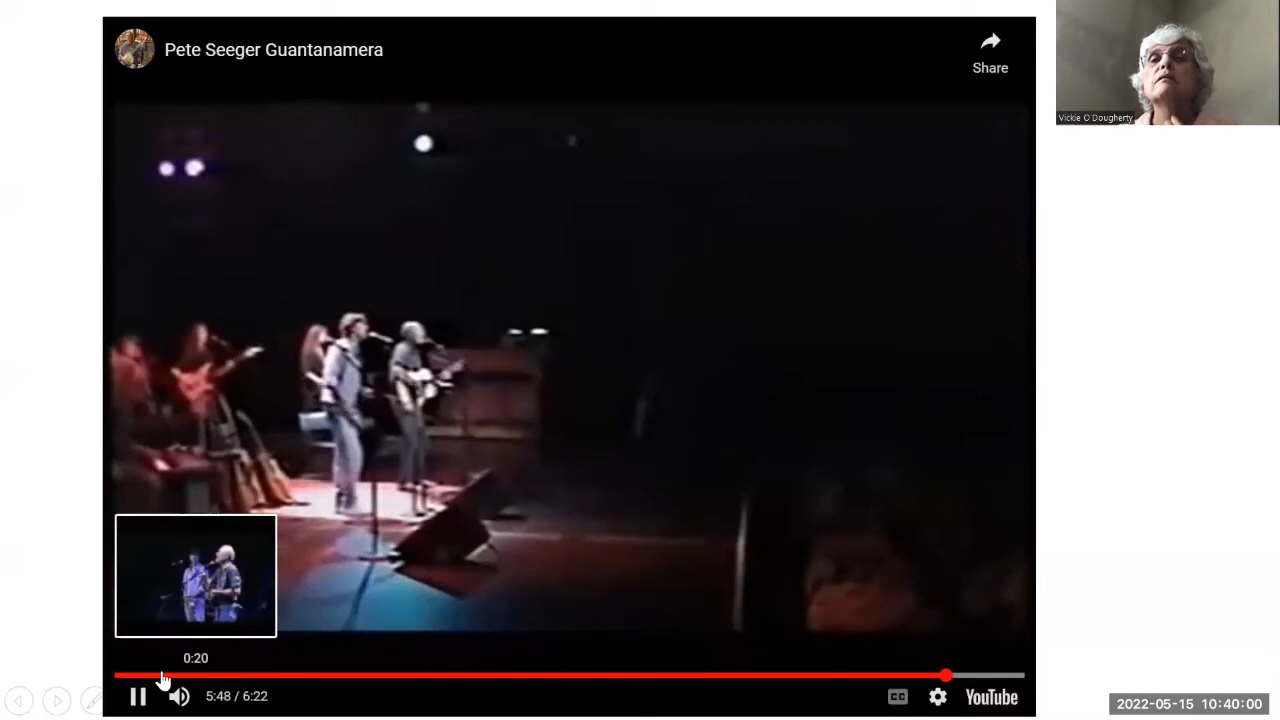 Pete Seeger Guantanamera
Share
Vickie O'Dougherty
0:20
5:48 / 6:22
CC
YouTube
2022-05-15 10:40:00